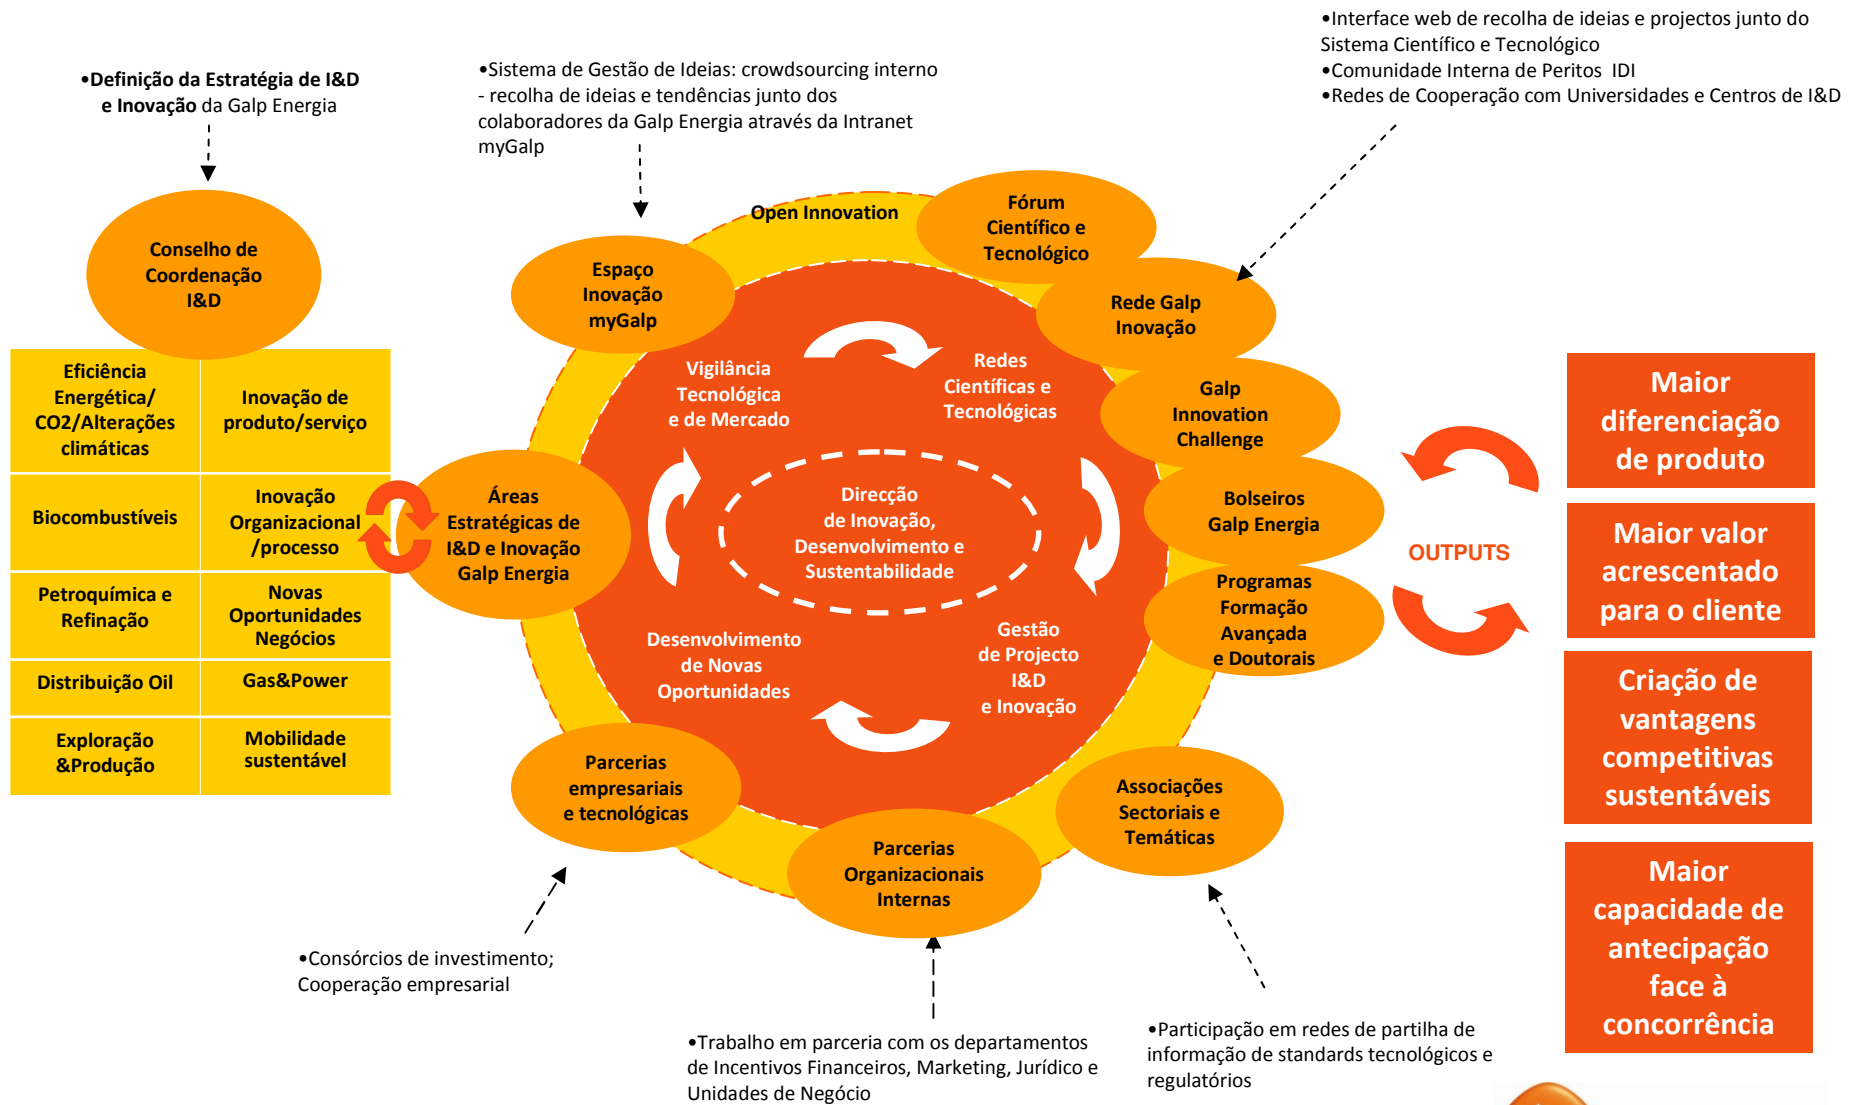 •Definição da Estratégia de I&D
e Inovação da Galp Energia
•Sistema de Gestão de Ideias: crowdsourcing interno
- recolha de ideias e tendências junto dos
colaboradores da Galp Energia através da Intranet
myGalp
•Interface web de recolha de ideias e projectos junto do
Sistema Científico e Tecnológico
•Comunidade Interna de Peritos  IDI
•Redes de Cooperação com Universidades e Centros de I&D
Conselho de
Coordenação
I&D
Eficiência
Energética/
CO2/Alterações
climáticas
Inovação de
produto/serviço
Biocombustíveis
Inovação
Organizacional
/processo
Petroquímica e
Refinação
Novas
Oportunidades
Negócios
Distribuição Oil
Gas&Power
Exploração
&Produção
Mobilidade
sustentável
Open Innovation
Espaço
Inovação
myGalp
Fórum
Científico e
Tecnológico
Rede Galp
Inovação
Galp
Innovation
Challenge
Bolseiros
Galp Energia
Programas
Formação
Avançada
e Doutorais
Associações
Sectoriais e
Temáticas
Parcerias
Organizacionais
Internas
Parcerias
empresariais
e tecnológicas
Áreas
Estratégicas de
I&D e Inovação
Galp Energia
Vigilância
Tecnológica
e de Mercado
Redes
Científicas e
Tecnológicas
Direcção
de Inovação,
Desenvolvimento e
Sustentabilidade
Desenvolvimento
de Novas
Oportunidades
Gestão
de Projecto
I&D
e Inovação
OUTPUTS
Maior
diferenciação
de produto
Maior valor
acrescentado
para o cliente
Criação de
vantagens
competitivas
sustentáveis
Maior
capacidade de
antecipação
face à
concorrência
•Consórcios de investimento;
Cooperação empresarial
•Trabalho em parceria com os departamentos
de Incentivos Financeiros, Marketing, Jurídico e
Unidades de Negócio
•Participação em redes de partilha de
informação de standards tecnológicos e
regulatórios